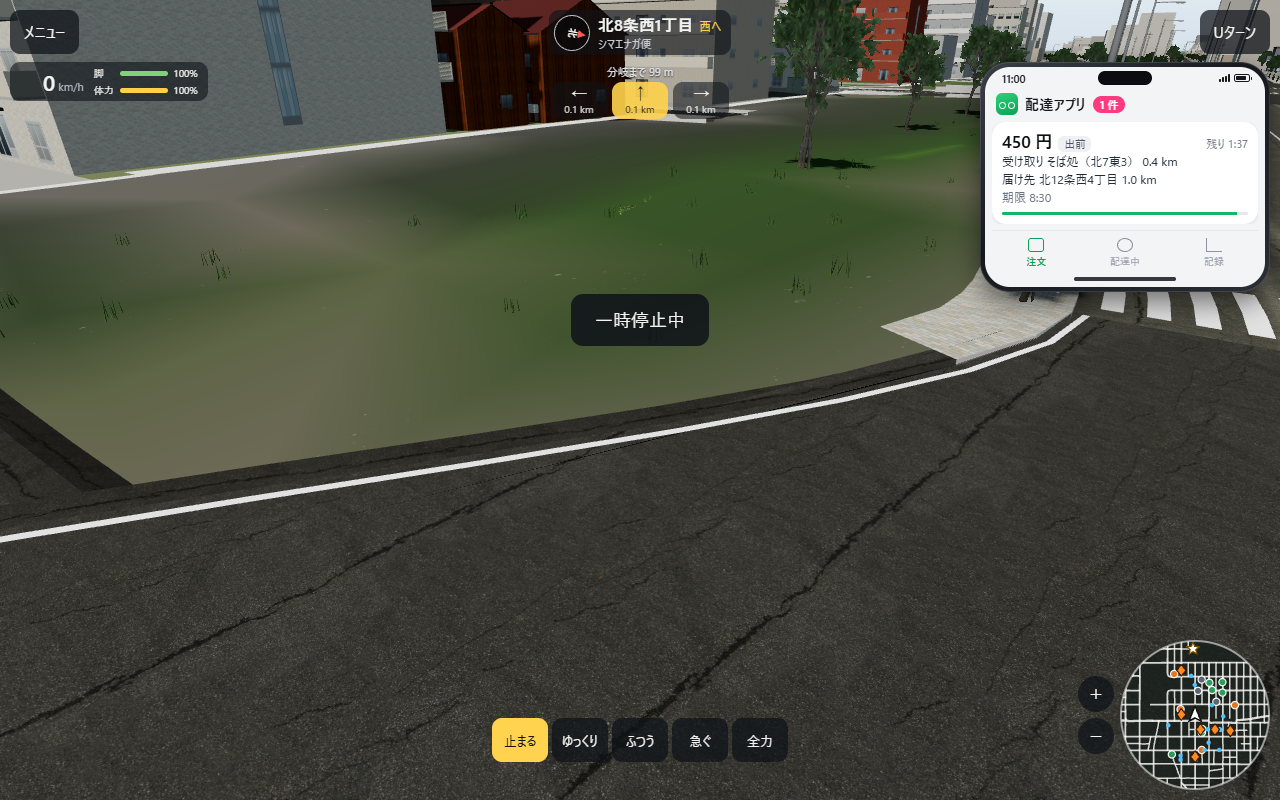 メニュー
0 km/h
脚 100%
体力 100%
北8条西1丁目 西へ
シマエナガ便
分岐まで 99 m
← 0.1 km
↑ 0.1 km
→ 0.1 km
Uターン
11:00
配達アプリ 1 件
450 円 出前 残り 1:37
受け取り そば処（北7東3） 0.4 km
届け先 北12条西4丁目 1.0 km
期限 8:30
注文 配達中 記録
一時停止中
止まる ゆっくり ふつう 急ぐ 全力
+
−